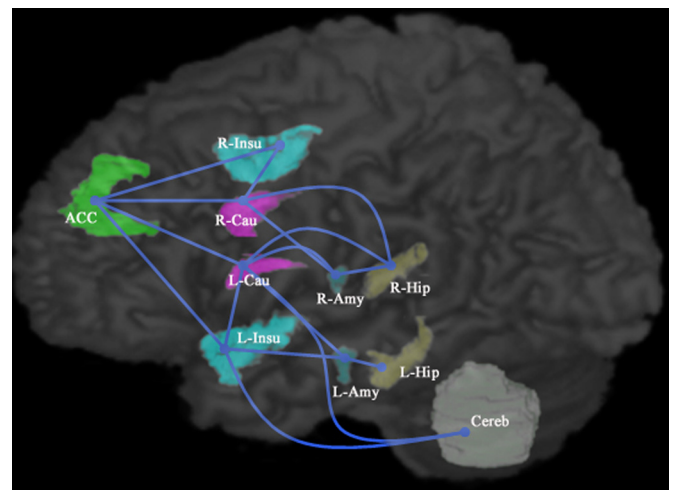 R-Insu
ACC
R-Cau
L-Cau
R-Amy
R-Hip
L-Insu
L-Amy
L-Hip
Cereb